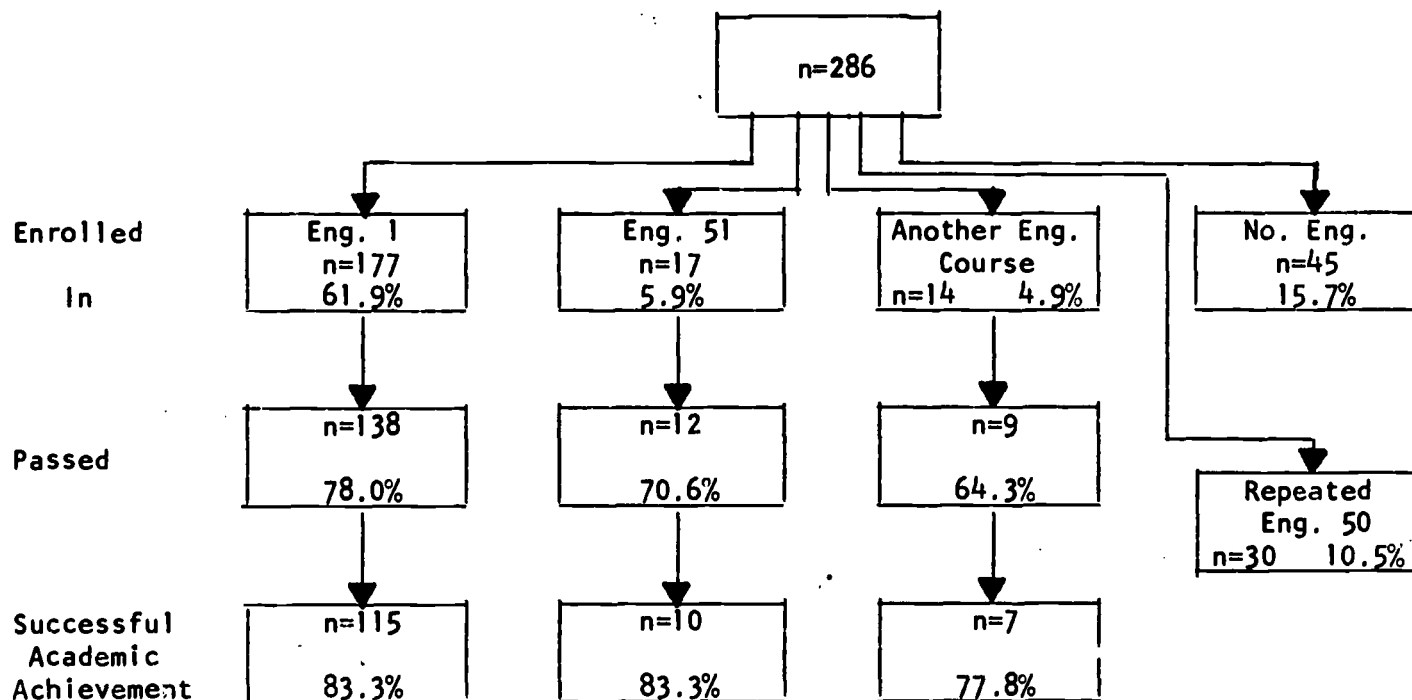 n=286
Enrolled
In
Eng. 1
n=177
61.9%
Eng. 51
n=17
5.9%
Another Eng.
Course
n=14 4.9%
No. Eng.
n=45
15.7%
Passed
n=138
78.0%
n=12
70.6%
n=9
64.3%
Repeated
Eng. 50
n=30 10.5%
Successful
Academic
Achievement
n=115
83.3%
n=10
83.3%
n=7
77.8%